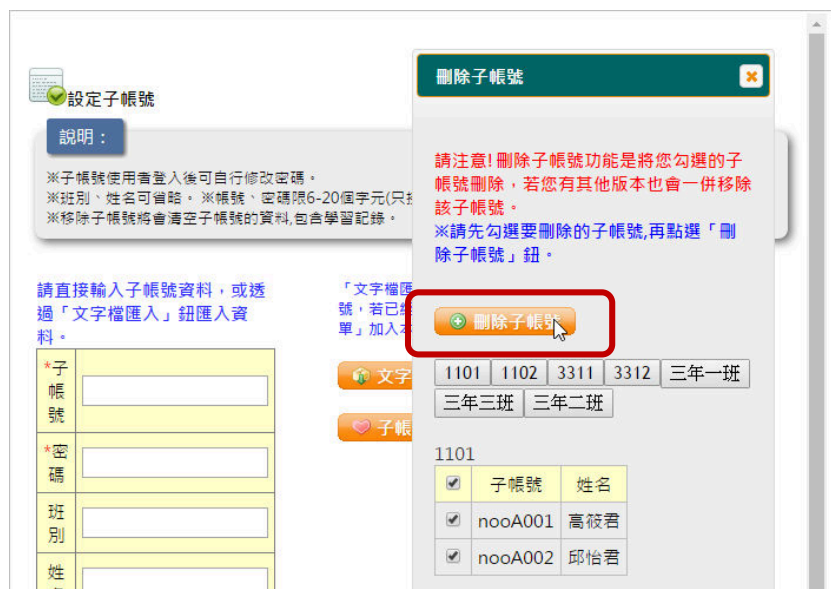 設定子帳號
說明：
※子帳號使用者登入後可自行修改密碼。
※班別、姓名可省略。※帳號、密碼限6-20個字元(只
※移除子帳號將會清空子帳號的資料,包含學習記錄。
請直接輸入子帳號資料，或透
過「文字檔匯入」鈕匯入資
料。
*子
帳
號
*密
碼
班
別
姓
「文字檔匯
號，若已
單」加入
文字
子帳
刪除子帳號
請注意!刪除子帳號功能是將您勾選的子
帳號刪除，若您有其他版本也會一併移除
該子帳號。
※請先勾選要刪除的子帳號,再點選「刪
除子帳號」鈕。
刪除子帳號
1101 1102 3311 3312 三年一班
三年三班 三年二班
1101
子帳號 姓名
nooA001 高筱君
nooA002 邱怡君